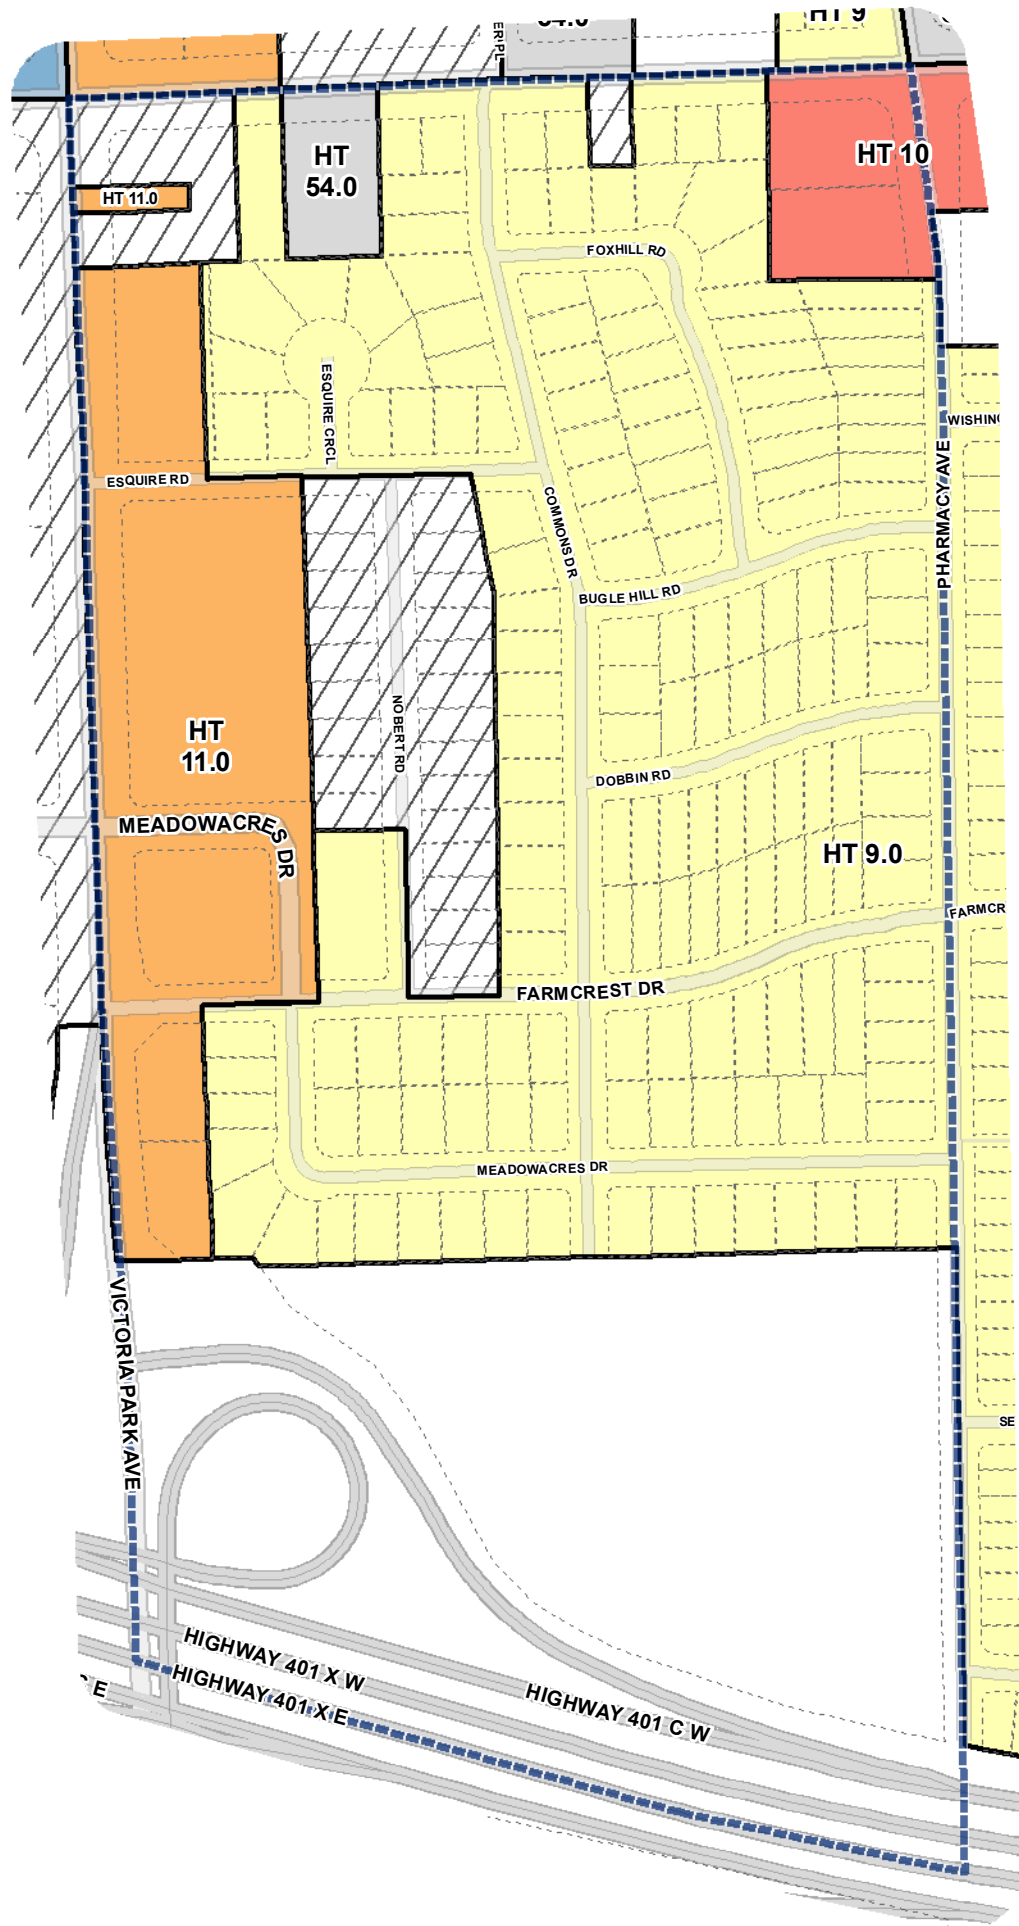 HT 9
HT
54.0
HT 10
HT 11.0
FOXHILL RD
ESQUIRE CRCL
WISHING
ESQUIRE RD
PHARMACY AVE
COMMONS DR
BUGLE HILL RD
NOBERT RD
HT
11.0
DOBBIN RD
MEADOWACRES DR
HT 9.0
FARMCR
FARMCREST DR
MEADOWACRES DR
VICTORIA PARK AVE
SE
HIGHWAY 401 X W
HIGHWAY 401 X E
HIGHWAY 401 C W
E